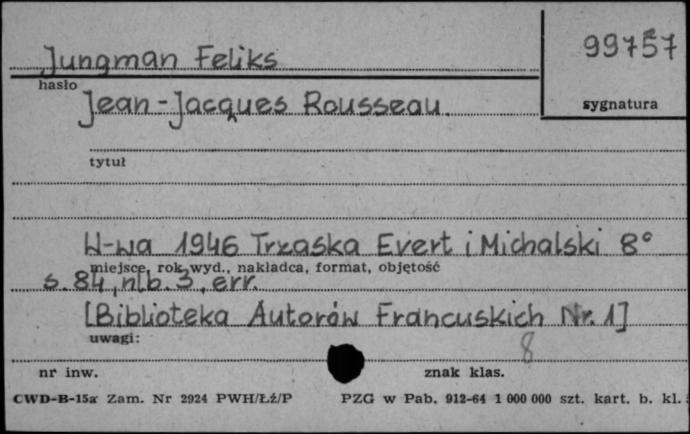 Jungman Feliks
99757
hasło
sygnatura
Jean-Jacques Rousseau.
tytuł
W-wa 1946 Trzaska Evert i Michalski 8°
miejsce, rok wyd., nakładca, format, objętość
s. 84, nlb. 3, err.
[Biblioteka Autorów Francuskich Nr. 1]
uwagi:
8
nr inw.
znak klas.
CWD-B-15a Zam. Nr 2924 PWH/Łź/P PZG w Pab. 912-64 1 000 000 szt. kart. b. kl.